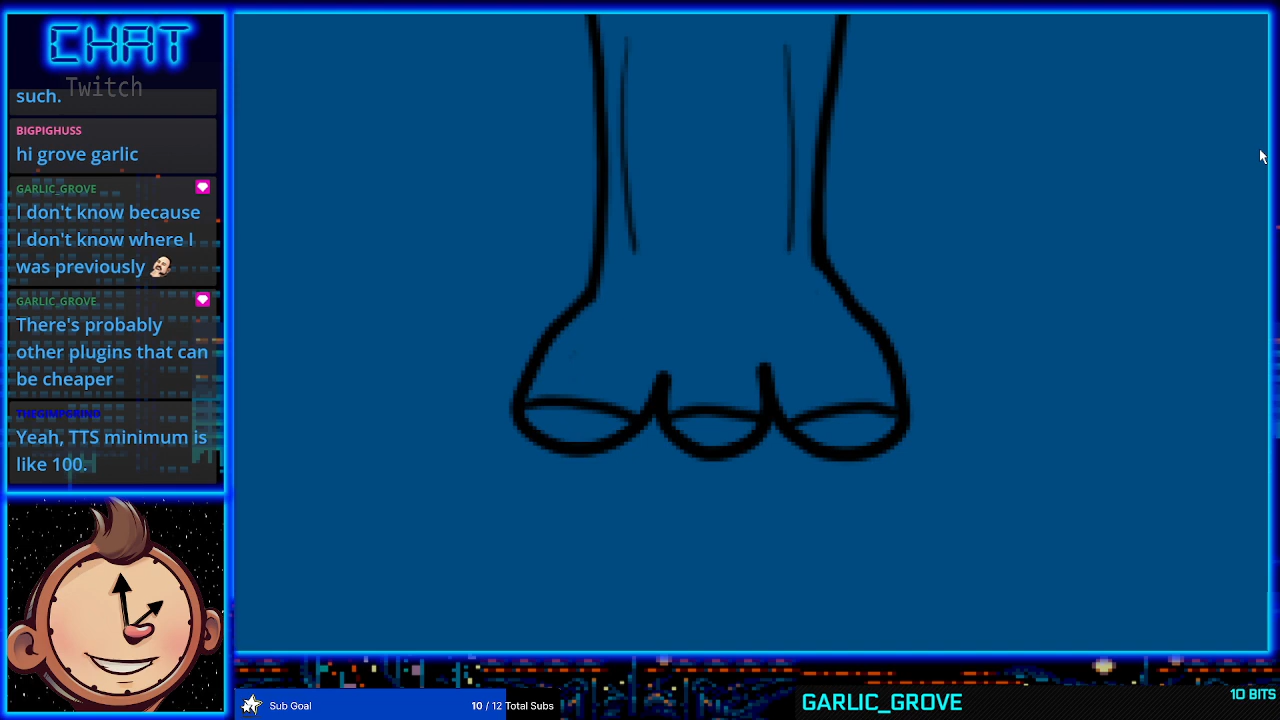 CHAT
Twitch
such.
BIGPIGHUSS
hi grove garlic
GARLIC_GROVE
I don't know because
I don't know where I
was previously
GARLIC_GROVE
There's probably
other plugins that can
be cheaper
THEGIMPGRINO
Yeah, TTS minimum is
like 100.
Sub Goal
10 / 12 Total Subs
GARLIC_GROVE
10 BITS